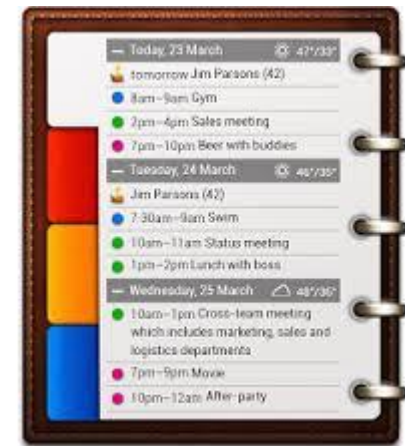 — Today, 23 March 47°/33°
tomorrow Jim Parsons (42)
8am–9am Gym
2pm–4pm Sales meeting
7pm–10pm Beer with buddies
— Tuesday, 24 March 46°/35°
Jim Parsons (42)
7:30am–9am Swim
10am–11am Status meeting
1pm–2pm Lunch with boss
— Wednesday, 25 March 48°/36°
10am–1pm Cross-team meeting
which includes marketing, sales and
logistics departments
7pm–9pm Movie
10pm–12am After-party